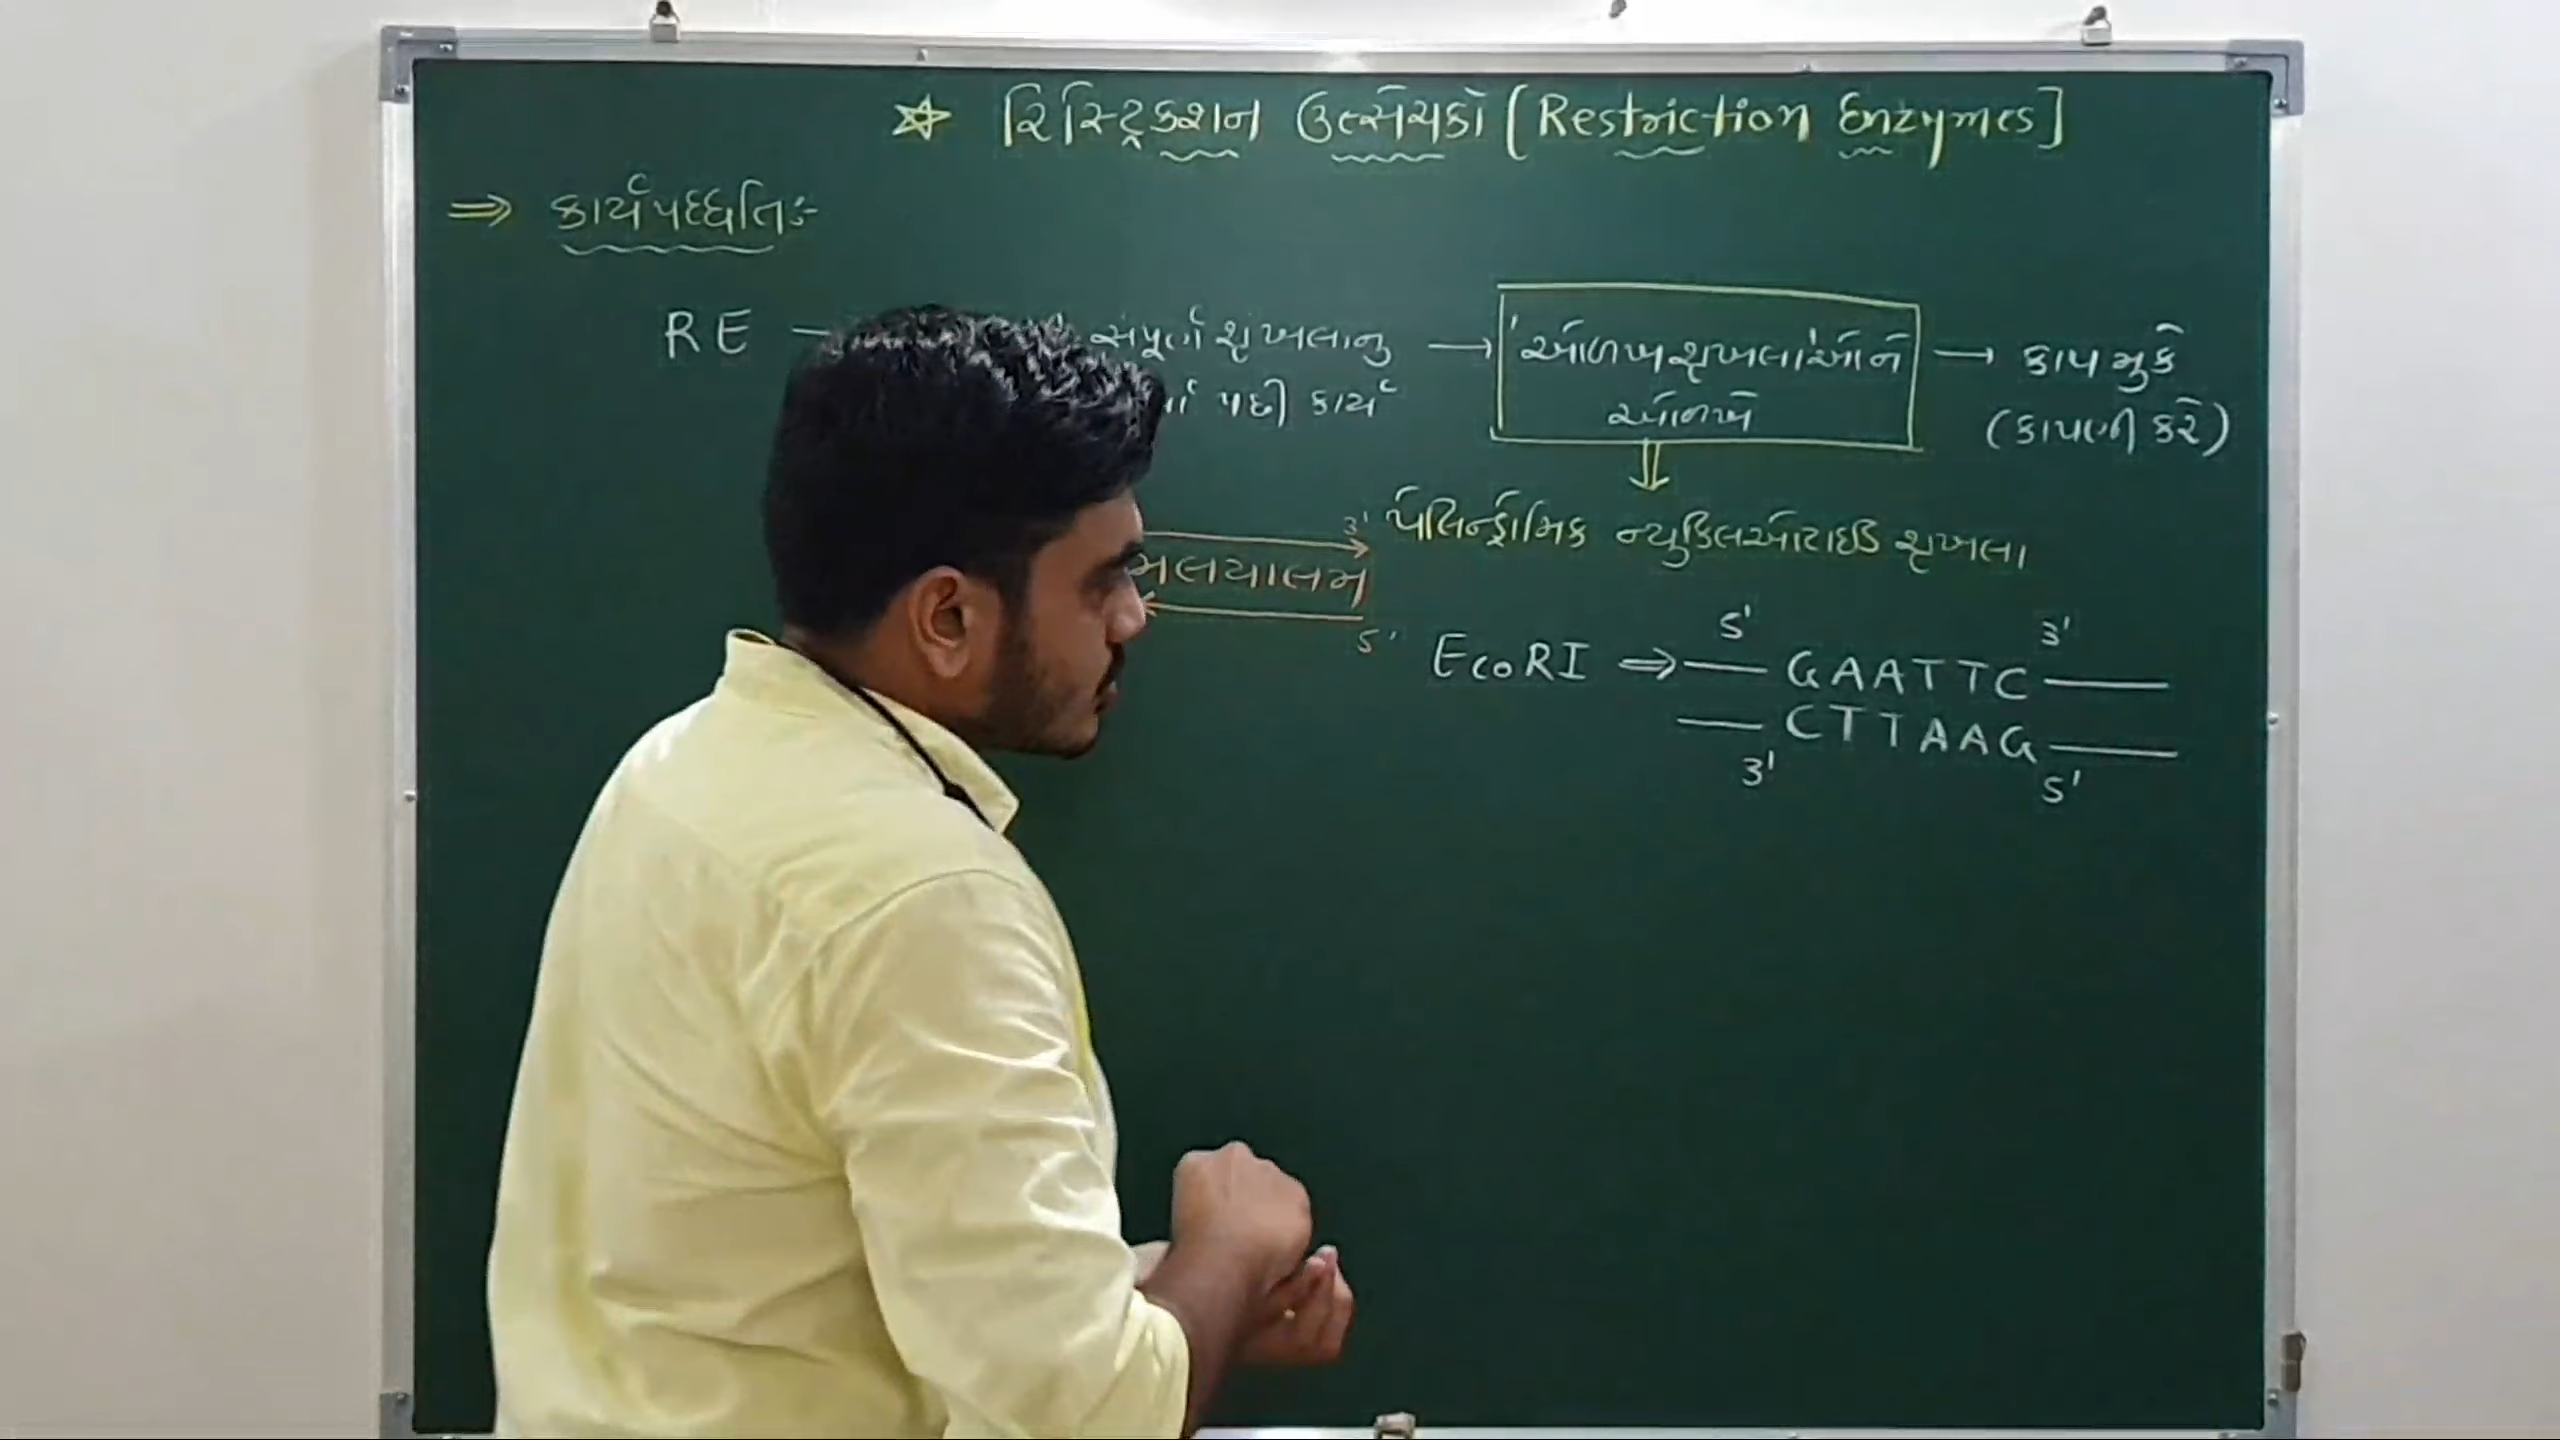 ☆ રિસ્ટ્રિક્શન ઉત્સેચકો [Restriction Enzymes]
⇒ કાર્યપદ્ધતિ:-
RE — સંપૂર્ણ શૃંખલાનુ → 'ઓળખ શૃંખલા'ઓને → કાપ મુકે
પછી કાર્ય ઓળખે (કાપણી કરે)
⇓
3' પેલિન્ડ્રોમિક ન્યુક્લિઓટાઇડ શૃંખલા
મલયાલમ
5' 5' 3'
EcoRI ⇒ — GAATTC —
— CTTAAG —
3' 5'